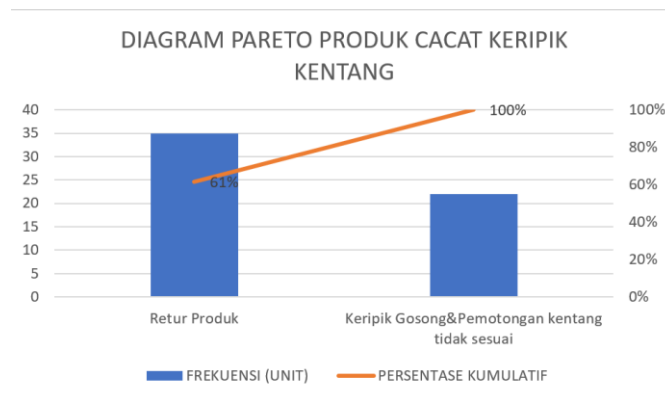 DIAGRAM PARETO PRODUK CACAT KERIPIK
KENTANG
40
35
30
25
20
15
10
5
0
100%
80%
60%
40%
20%
0%
61%
100%
Retur Produk
Keripik Gosong&Pemotongan kentang
tidak sesuai
FREKUENSI (UNIT)
PERSENTASE KUMULATIF